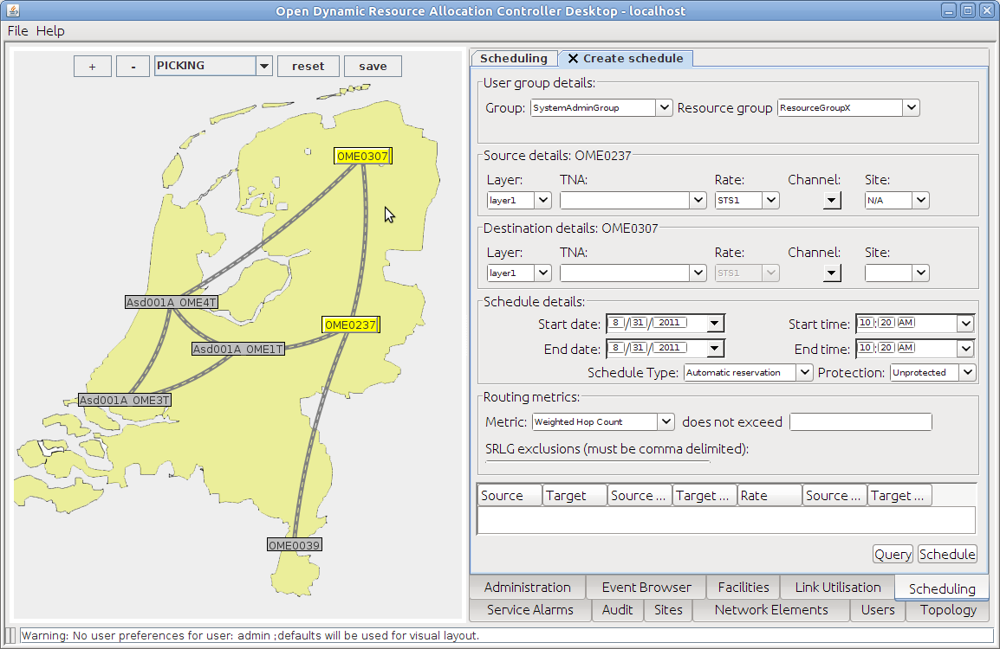 Open Dynamic Resource Allocation Controller Desktop - localhost
File Help
+ - PICKING reset save
OME0307
Asd001A OME4T
OME0237
Asd001A OME1T
Asd001A OME3T
OME0039
Scheduling Create schedule
User group details:
Group: SystemAdminGroup Resource group ResourceGroupX
Source details: OME0237
Layer: TNA: Rate: Channel: Site:
layer1 STS1 N/A
Destination details: OME0307
Layer: TNA: Rate: Channel: Site:
layer1 STS1
Schedule details:
Start date: 8/31/2011 Start time: 10:20 AM
End date: 8/31/2011 End time: 10:20 AM
Schedule Type: Automatic reservation Protection: Unprotected
Routing metrics:
Metric: Weighted Hop Count does not exceed
SRLG exclusions (must be comma delimited):
Source Target Source ... Target ... Rate Source ... Target ...
Query Schedule
Administration Event Browser Facilities Link Utilisation Scheduling
Service Alarms Audit Sites Network Elements Users Topology
Warning: No user preferences for user: admin ;defaults will be used for visual layout.